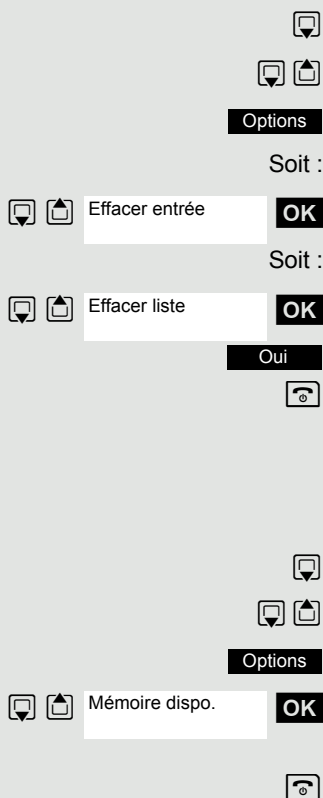 Options
Soit :
Effacer entrée OK
Soit :
Effacer liste OK
Oui
Options
Mémoire dispo. OK